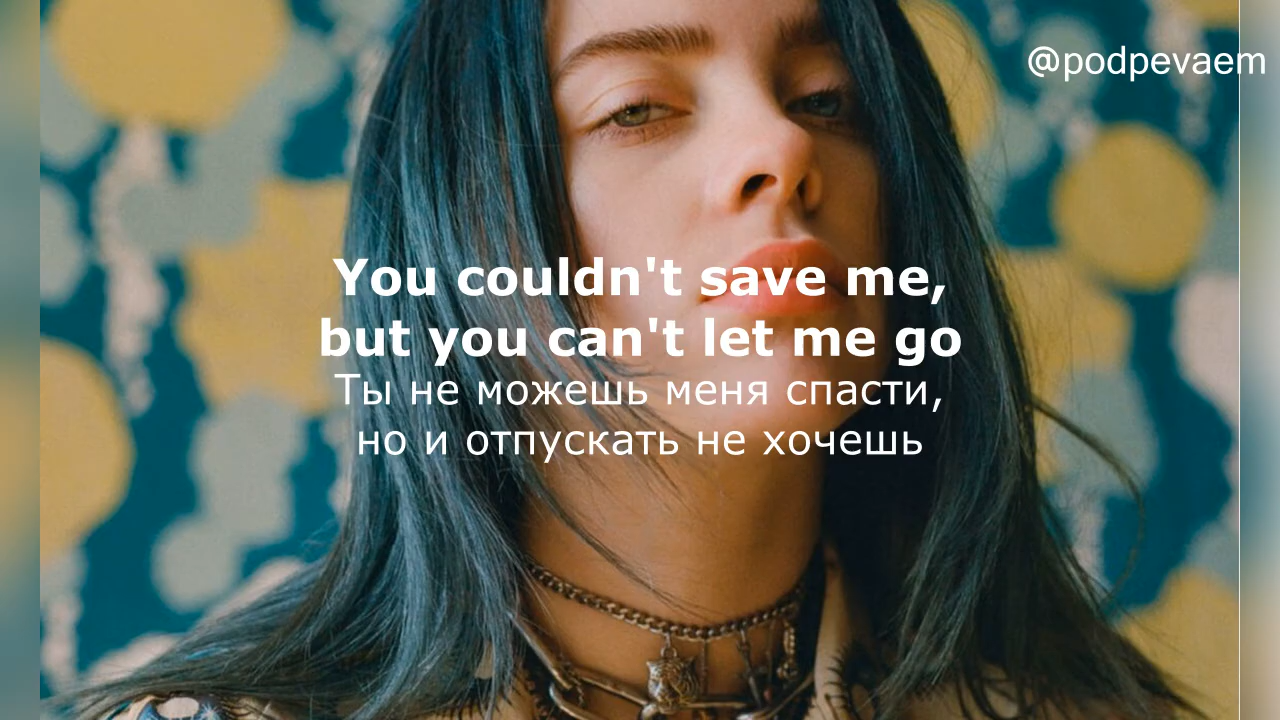 @podpevaem
You couldn't save me,
but you can't let me go
Ты не можешь меня спасти,
но и отпускать не хочешь